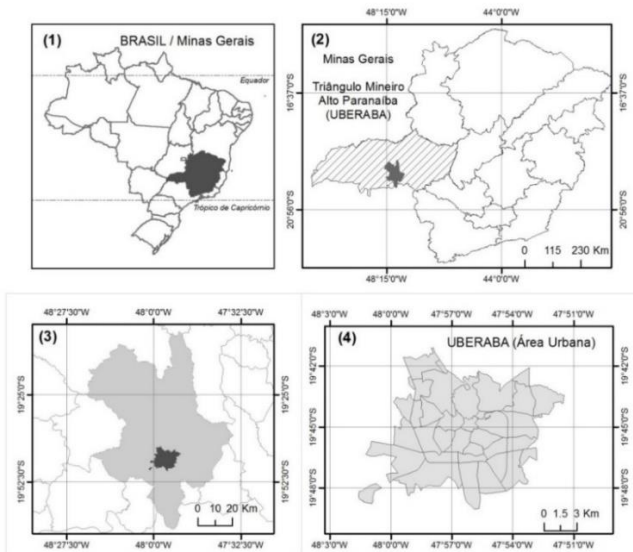 (1)
BRASIL / Minas Gerais
Equador
Trópico de Capricórnio
48°15'0"W 44°0'0"W
(2)
Minas Gerais
Triângulo Mineiro
Alto Paranaíba
(UBERABA)
16°37'0"S
16°37'0"S
20°56'0"S
20°56'0"S
0 115 230 Km
48°15'0"W 44°0'0"W
48°27'30"W 48°0'0"W 47°32'30"W
(3)
19°25'0"S
19°25'0"S
19°52'30"S
19°52'30"S
0 10 20 Km
48°27'30"W 48°0'0"W 47°32'30"W
48°3'0"W 48°0'0"W 47°57'0"W 47°54'0"W 47°51'0"W
(4)
UBERABA (Área Urbana)
19°42'0"S
19°42'0"S
19°45'0"S
19°45'0"S
19°48'0"S
19°48'0"S
0 1.5 3 Km
48°3'0"W 48°0'0"W 47°57'0"W 47°54'0"W 47°51'0"W